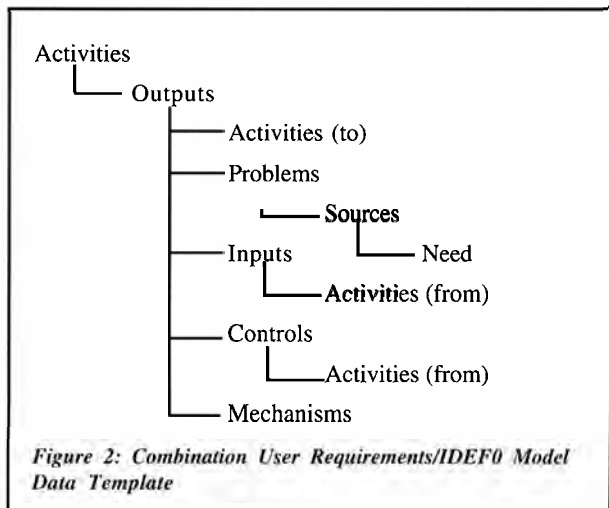 Activities
Outputs
Activities (to)
Problems
Sources
Need
Inputs
Activities (from)
Controls
Activities (from)
Mechanisms
Figure 2: Combination User Requirements/IDEF0 Model
Data Template